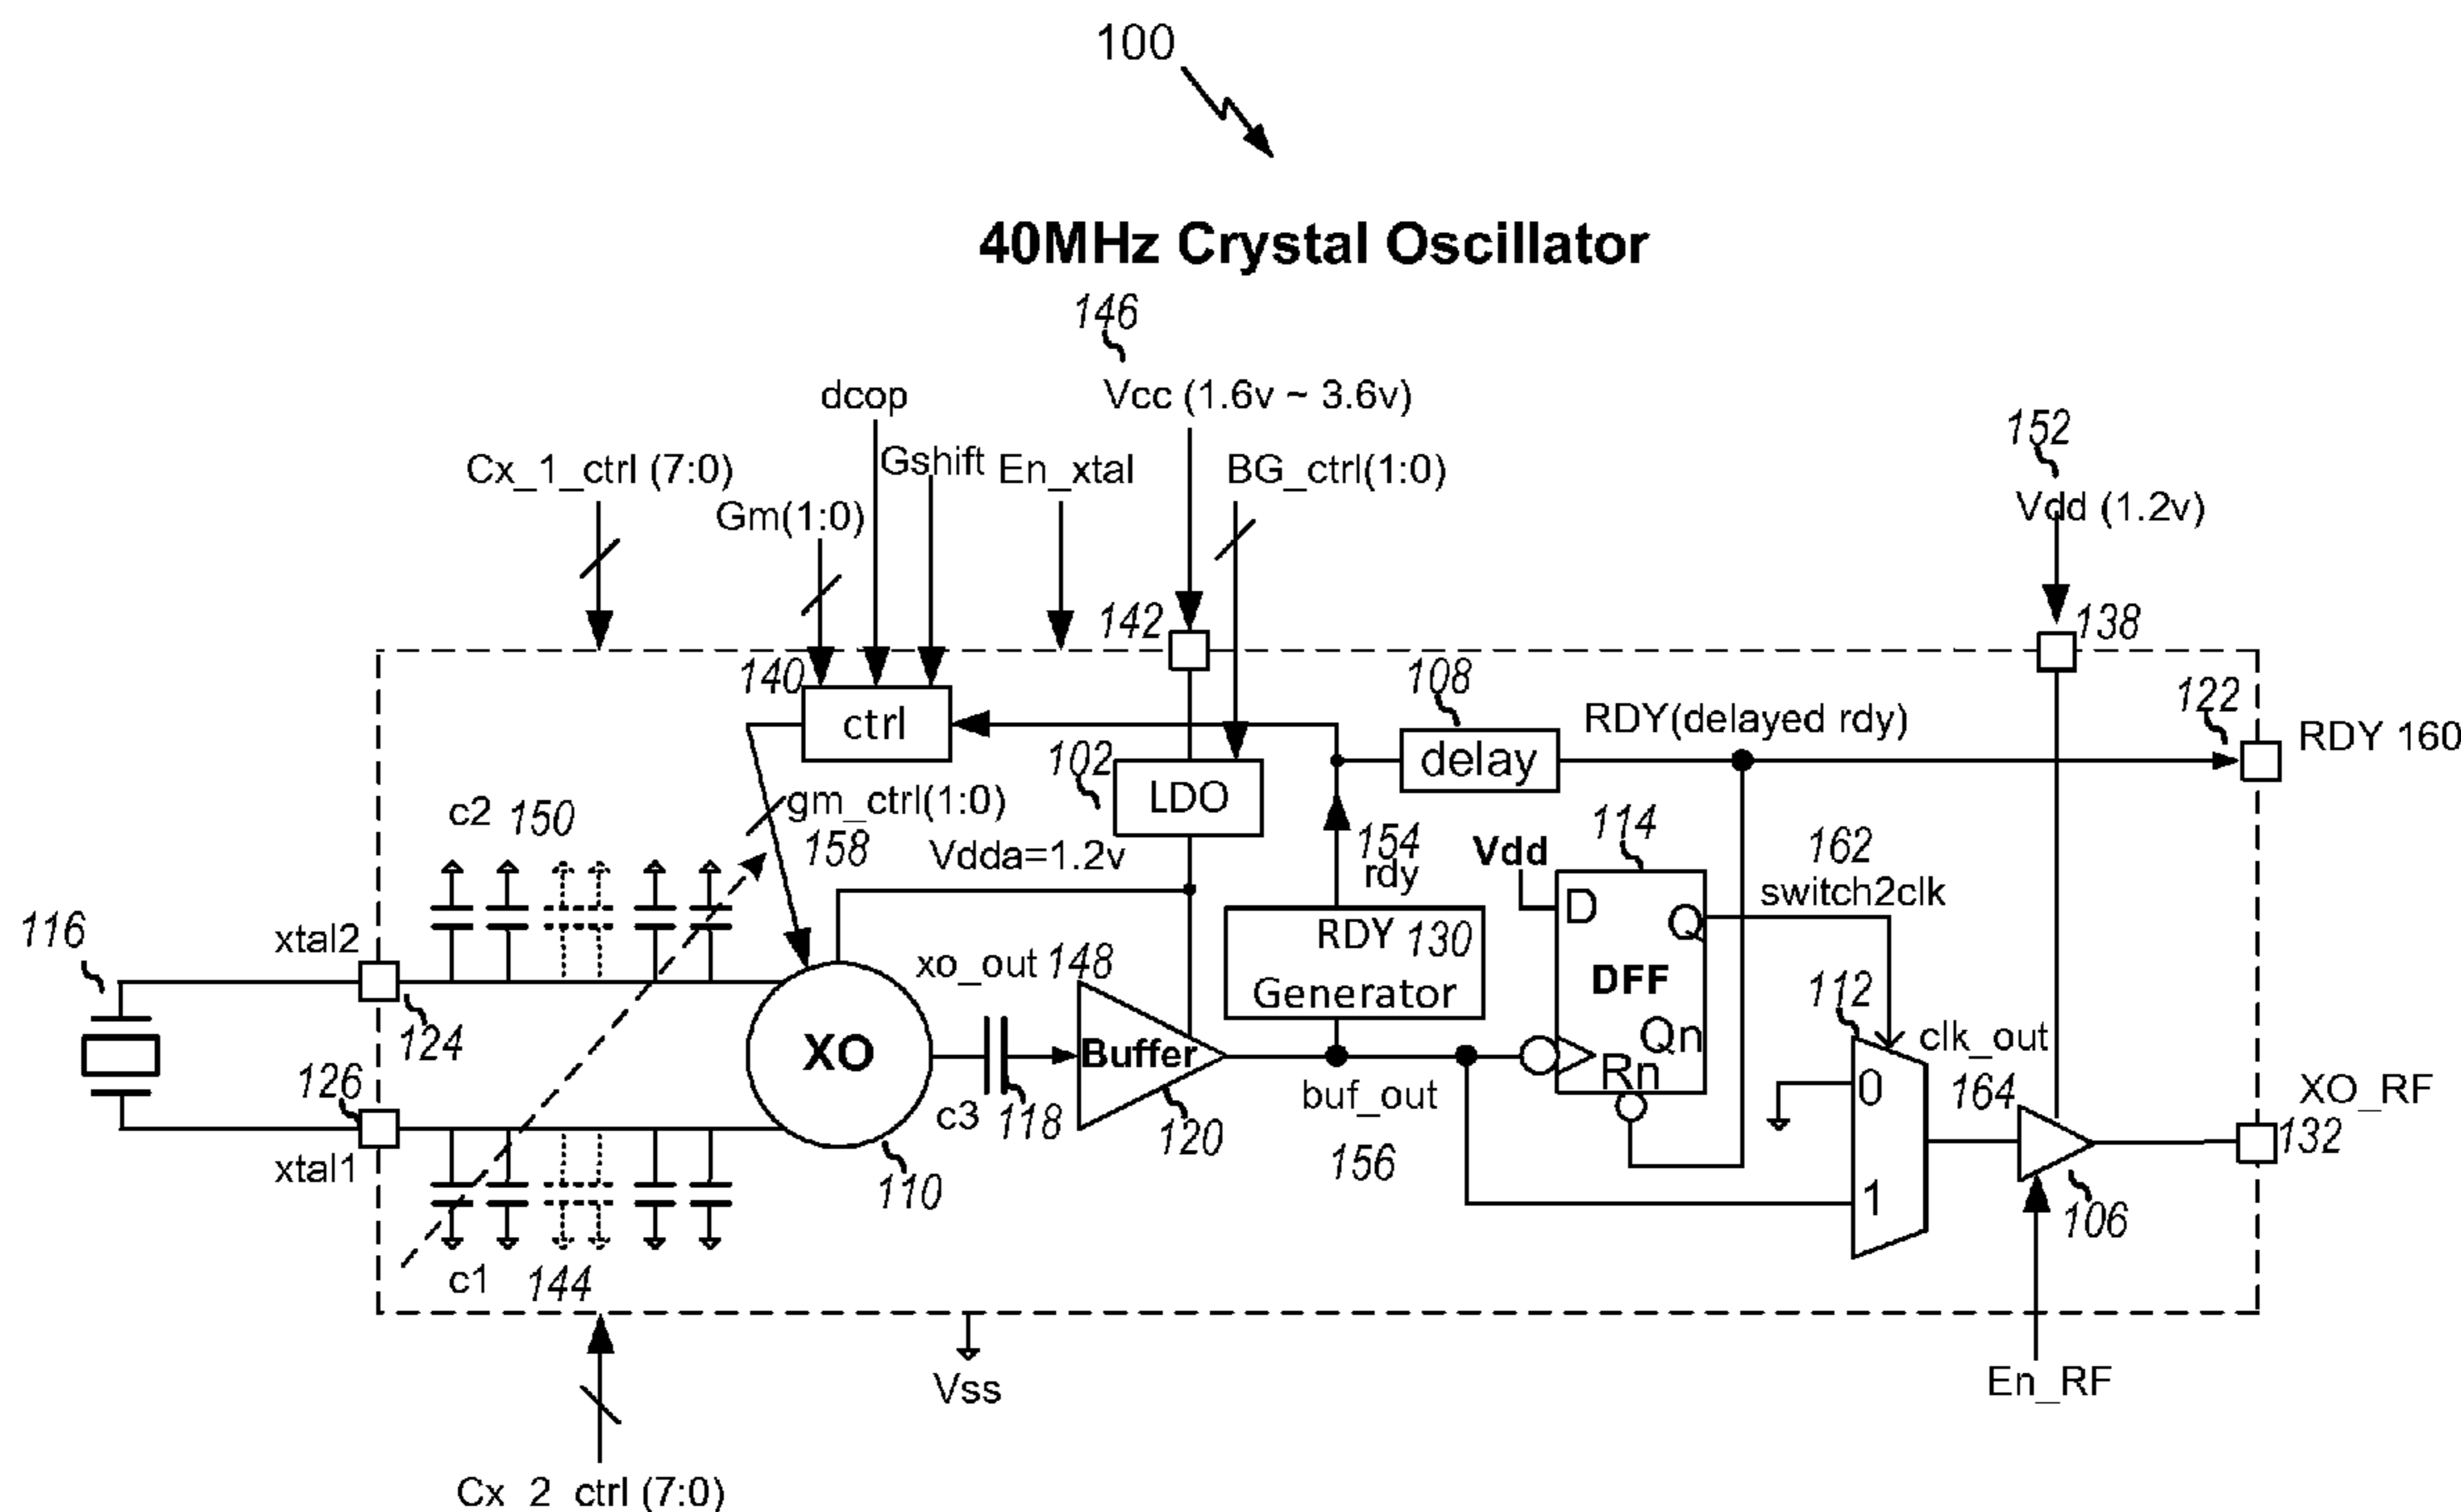 100
40MHz Crystal Oscillator
146
dcop
Vcc (1.6v ~ 3.6v)
152
Cx_1_ctrl (7:0)
Gshift
En_xtal
BG_ctrl(1:0)
Gm(1:0)
Vdd (1.2v)
142
138
140
108
122
ctrl
RDY(delayed rdy)
RDY 160
102
delay
LDO
c2 150
gm_ctrl(1:0)
158
Vdda=1.2v
154
rdy
Vdd
114
162
switch2clk
116
xtal2
D
Q
RDY 130
Generator
xo_out 148
DFF
112
124
XO
Buffer
Qn
Rn
clk_out
164
0
126
c3
118
120
buf_out
156
XO_RF
132
xtal1
110
1
106
c1 144
Vss
En_RF
Cx_2_ctrl (7:0)